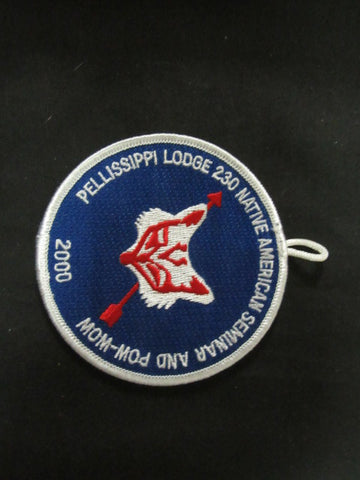 PELLISSIPPI LODGE 230 NATIVE AMERICAN SEMINAR AND POW-WOW
2000